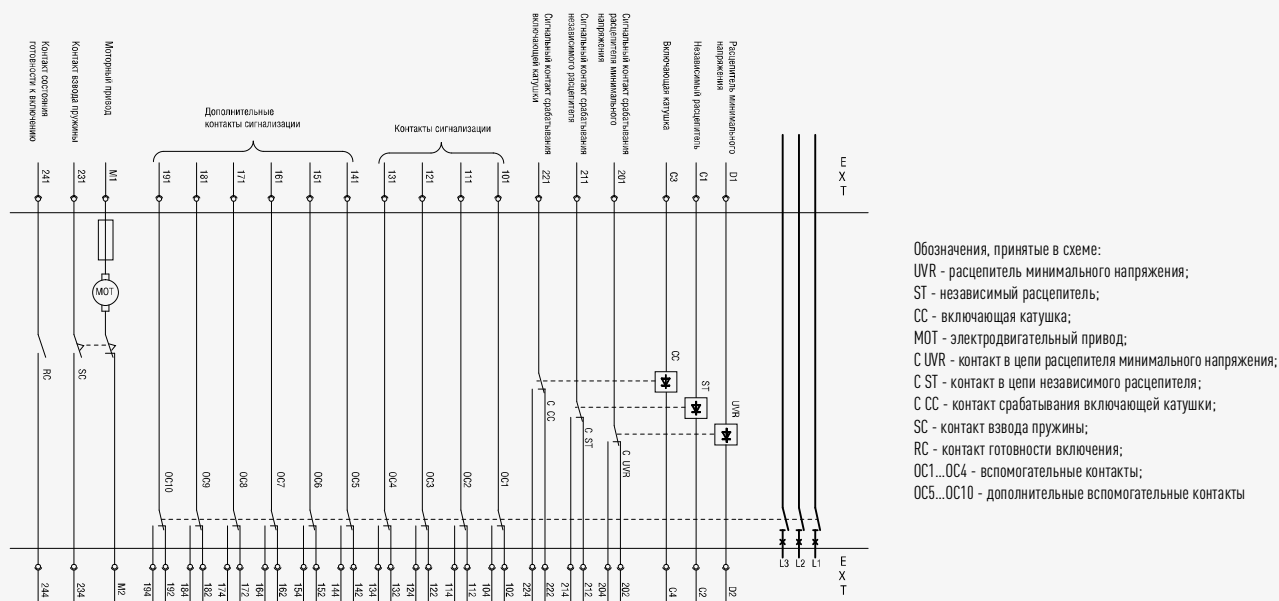 Контакт состояния
готовности к включению
Контакт взвода пружины
Моторный привод
Дополнительные
контакты сигнализации
Контакты сигнализации
Сигнальный контакт срабатывания
включающей катушки
Сигнальный контакт срабатывания
независимого расцепителя
Сигнальный контакт срабатывания
расцепителя минимального
напряжения
Включающая катушка
Независимый расцепитель
Расцепитель минимального
напряжения
241
231
M1
191
181
171
161
151
141
131
121
111
101
221
211
201
C3
C1
D1
EXT
MOT
RC
SC
CC
ST
UVR
C CC
C ST
C UVR
OC10
OC9
OC8
OC7
OC6
OC5
OC4
OC3
OC2
OC1
L3
L2
L1
244
234
M2
194
192
184
182
174
172
164
162
154
152
144
142
134
132
124
122
114
112
104
102
224
222
214
212
204
202
C4
C2
D2
EXT
Обозначения, принятые в схеме:
UVR - расцепитель минимального напряжения;
ST - независимый расцепитель;
CC - включающая катушка;
МОТ - электродвигательный привод;
C UVR - контакт в цепи расцепителя минимального напряжения;
C ST - контакт в цепи независимого расцепителя;
C CC - контакт срабатывания включающей катушки;
SC - контакт взвода пружины;
RC - контакт готовности включения;
OC1...OC4 - вспомогательные контакты;
OC5...OC10 - дополнительные вспомогательные контакты